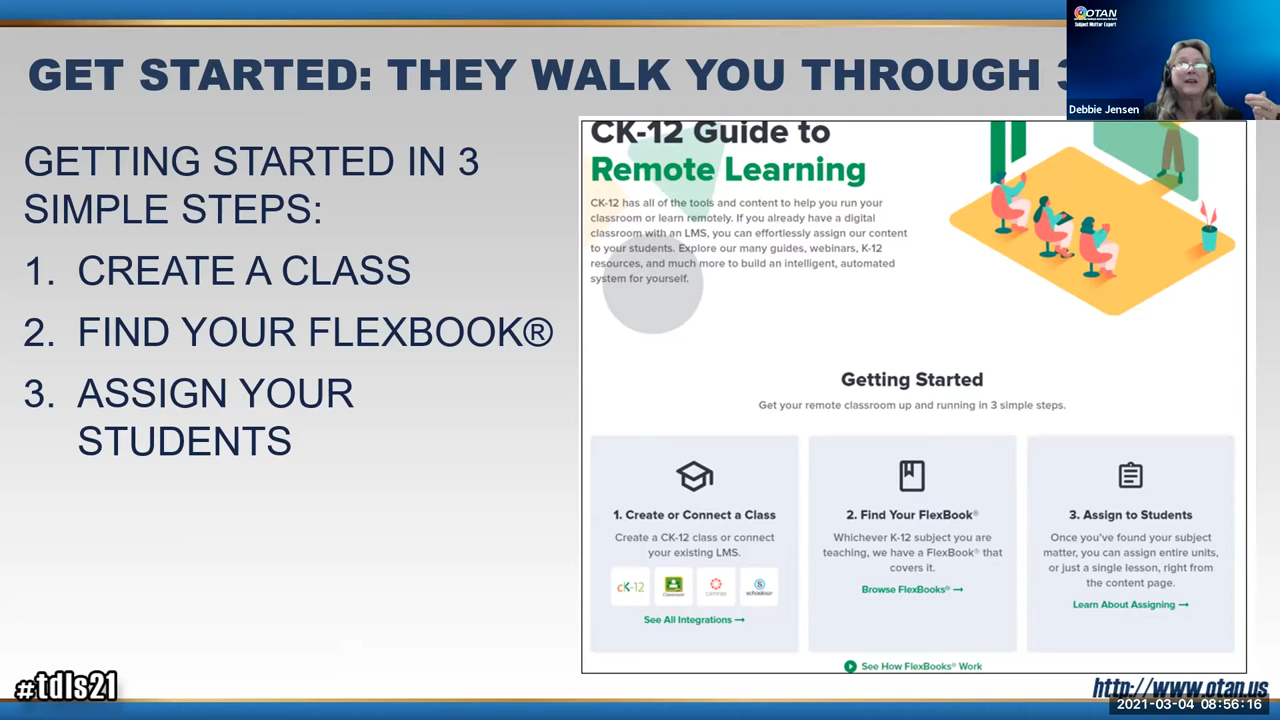 GET STARTED: THEY WALK YOU THROUGH 3
OTAN
Subject Matter Expert
Debbie Jensen
GETTING STARTED IN 3
SIMPLE STEPS:
1. CREATE A CLASS
2. FIND YOUR FLEXBOOK®
3. ASSIGN YOUR
STUDENTS
CK-12 Guide to
Remote Learning
CK-12 has all of the tools and content to help you run your
classroom or learn remotely. If you already have a digital
classroom with an LMS, you can effortlessly assign our content
to your students. Explore our many guides, webinars, K-12
resources, and much more to build an intelligent, automated
system for yourself.
Getting Started
Get your remote classroom up and running in 3 simple steps.
1. Create or Connect a Class
Create a CK-12 class or connect
your existing LMS.
cK-12
Classroom
canvas
schoology
See All Integrations →
2. Find Your FlexBook®
Whichever K-12 subject you are
teaching, we have a FlexBook® that
covers it.
Browse FlexBooks® →
3. Assign to Students
Once you've found your subject
matter, you can assign entire units,
or just a single lesson, right from
the content page.
Learn About Assigning →
See How FlexBooks® Work
#tdls21
http://www.otan.us
2021-03-04 08:56:16